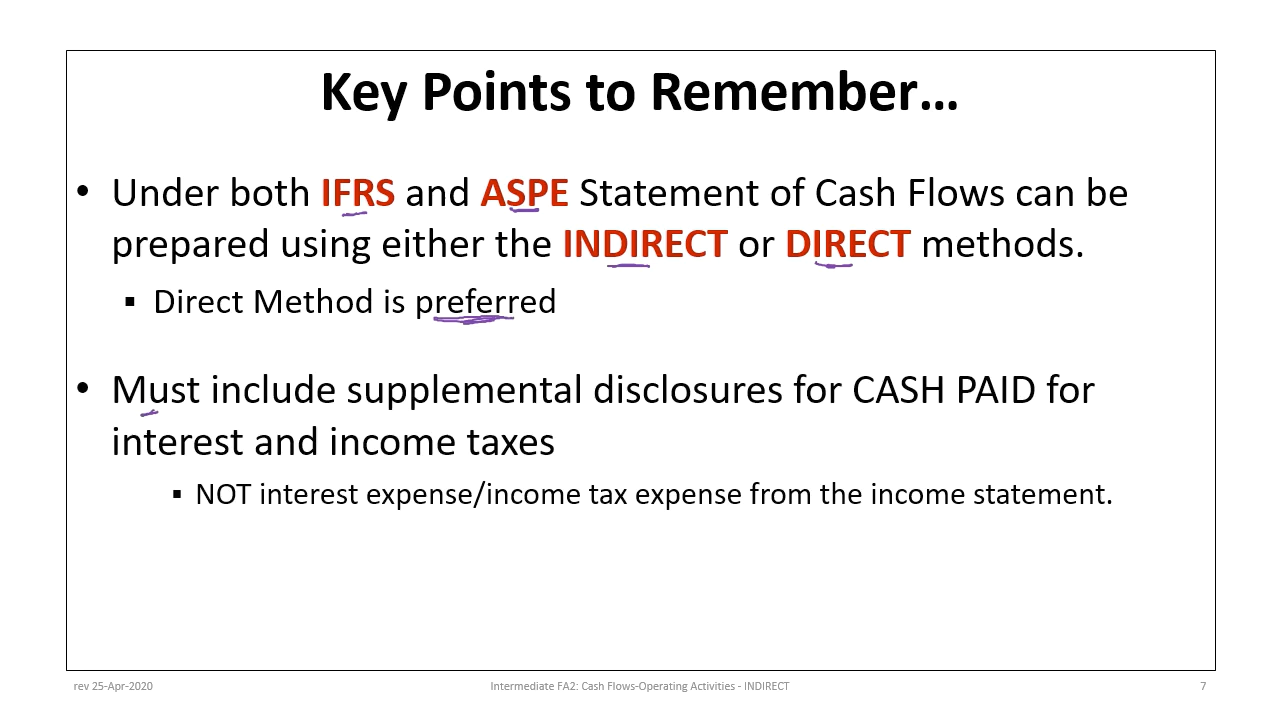 Key Points to Remember...
• Under both IFRS and ASPE Statement of Cash Flows can be
prepared using either the INDIRECT or DIRECT methods.
▪ Direct Method is preferred
• Must include supplemental disclosures for CASH PAID for
interest and income taxes
▪ NOT interest expense/income tax expense from the income statement.
rev 25-Apr-2020 Intermediate FA2: Cash Flows-Operating Activities - INDIRECT 7